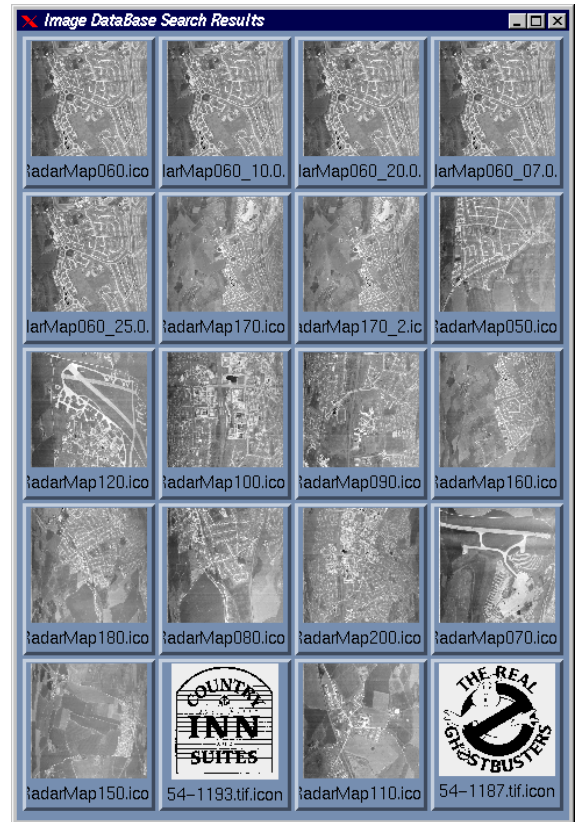 Image DataBase Search Results
RadarMap060.ico
larMap060_10.0.
larMap060_20.0.
larMap060_07.0.
larMap060_25.0.
RadarMap170.ico
adarMap170_2.ic
RadarMap050.ico
RadarMap120.ico
RadarMap100.ico
RadarMap090.ico
RadarMap160.ico
RadarMap180.ico
RadarMap080.ico
RadarMap200.ico
RadarMap070.ico
RadarMap150.ico
COUNTRY
INN
AND
SUITES
54-1193.tif.icon
RadarMap110.ico
THE REAL
GHOSTBUSTERS
54-1187.tif.icon